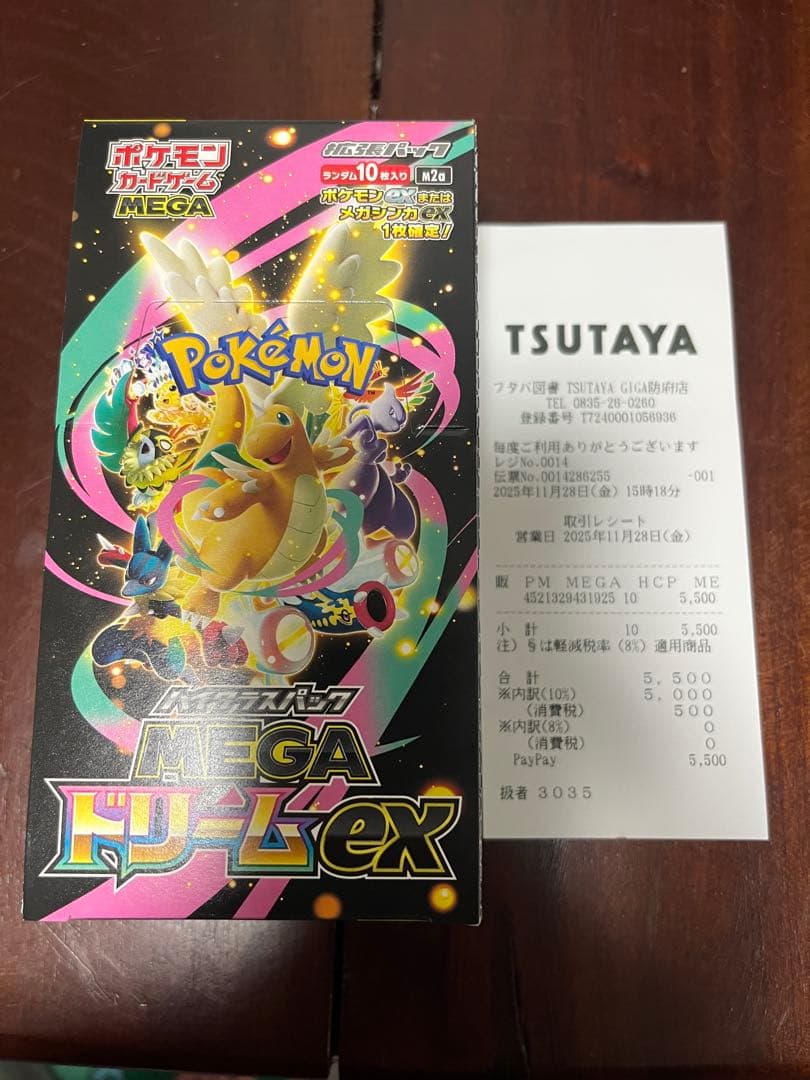 ポケモン
カードゲーム
MEGA
拡張パック
ランダム10枚入り M2a
ポケモンexまたは
メガシンカex
1枚確定!
POKéMON
TM
ハイクラスパック
MEGA
ドリームex
TSUTAYA
フタバ図書 TSUTAYA GIGA防府店
TEL 0835-26-0260
登録番号 T7240001056936
毎度ご利用ありがとうございます
レジNo.0014
伝票No.0014286255 -001
2025年11月28日(金) 15時18分
取引レシート
営業日 2025年11月28日(金)
販 PM MEGA HCP ME
4521329431925 10 5,500
小 計 10 5,500
注) §は軽減税率(8%)適用商品
合 計 5,500
※内訳(10%) 5,000
(消費税) 500
※内訳(8%) 0
(消費税) 0
PayPay 5,500
扱者 3035